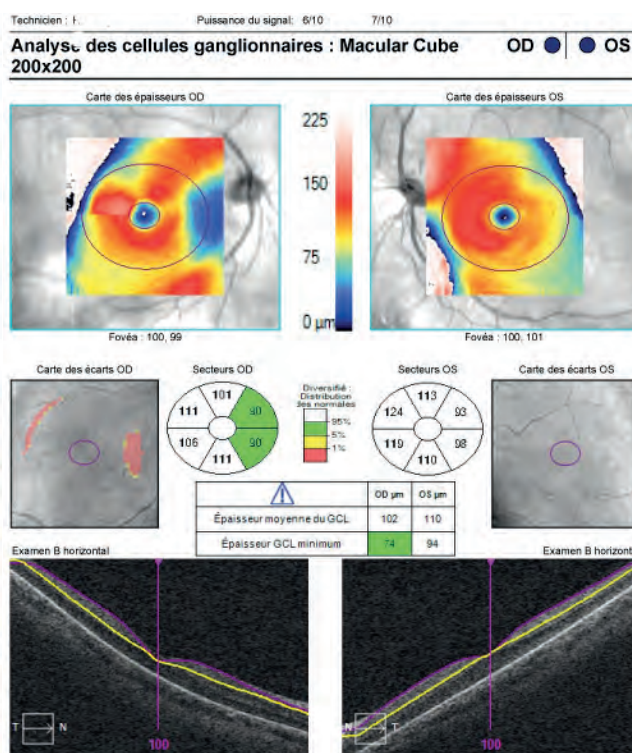 Technicien : F. Puissance du signal: 6/10 7/10
Analyse des cellules ganglionnaires : Macular Cube OD OS
200x200
Carte des épaisseurs OD Carte des épaisseurs OS
225
150
75
0 µm
Fovéa : 100, 99 Fovéa : 100, 101
Carte des écarts OD Secteurs OD Secteurs OS Carte des écarts OS
Diversifié :
Distribution
des normales
95%
5%
1%
101
111 90
106 90
111
113
124 93
119 98
110
OD µm OS µm
Épaisseur moyenne du GCL 102 110
Épaisseur GCL minimum 74 94
Examen B horizontal Examen B horizont
T N N T
100 100